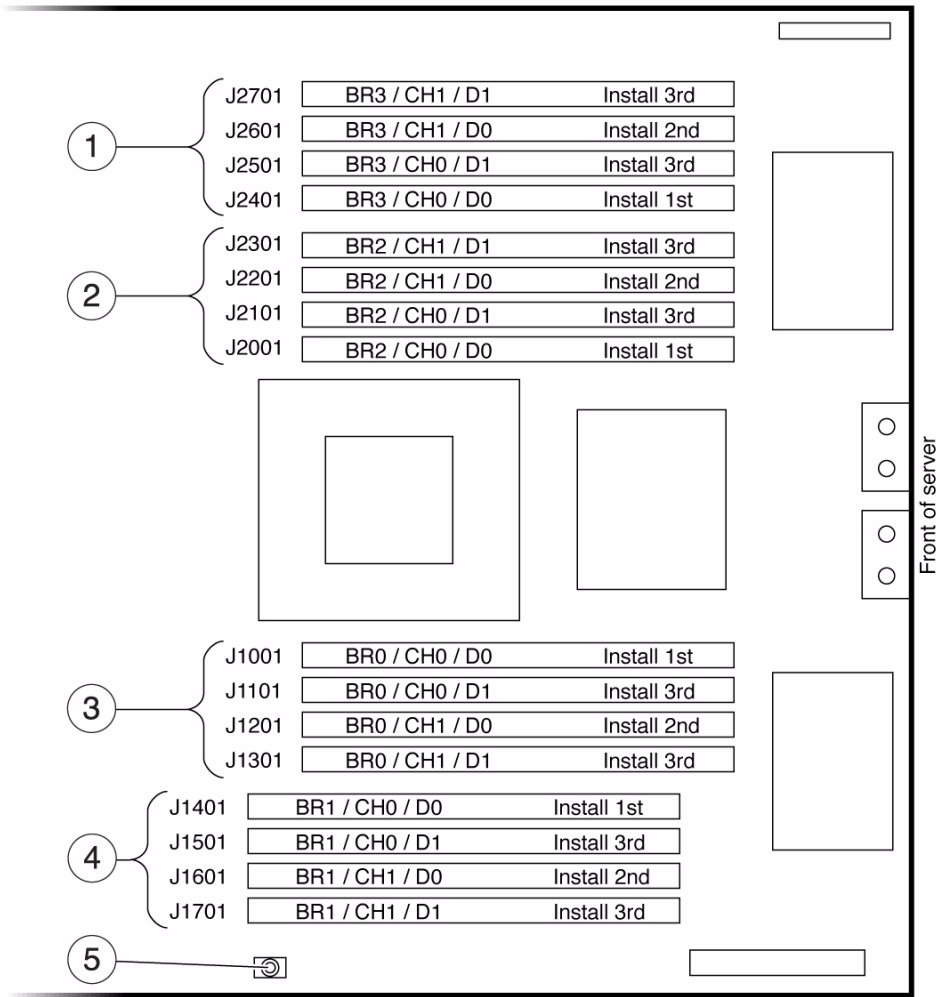 1
J2701 BR3 / CH1 / D1 Install 3rd
J2601 BR3 / CH1 / D0 Install 2nd
J2501 BR3 / CH0 / D1 Install 3rd
J2401 BR3 / CH0 / D0 Install 1st
2
J2301 BR2 / CH1 / D1 Install 3rd
J2201 BR2 / CH1 / D0 Install 2nd
J2101 BR2 / CH0 / D1 Install 3rd
J2001 BR2 / CH0 / D0 Install 1st
Front of server
3
J1001 BR0 / CH0 / D0 Install 1st
J1101 BR0 / CH0 / D1 Install 3rd
J1201 BR0 / CH1 / D0 Install 2nd
J1301 BR0 / CH1 / D1 Install 3rd
4
J1401 BR1 / CH0 / D0 Install 1st
J1501 BR1 / CH0 / D1 Install 3rd
J1601 BR1 / CH1 / D0 Install 2nd
J1701 BR1 / CH1 / D1 Install 3rd
5